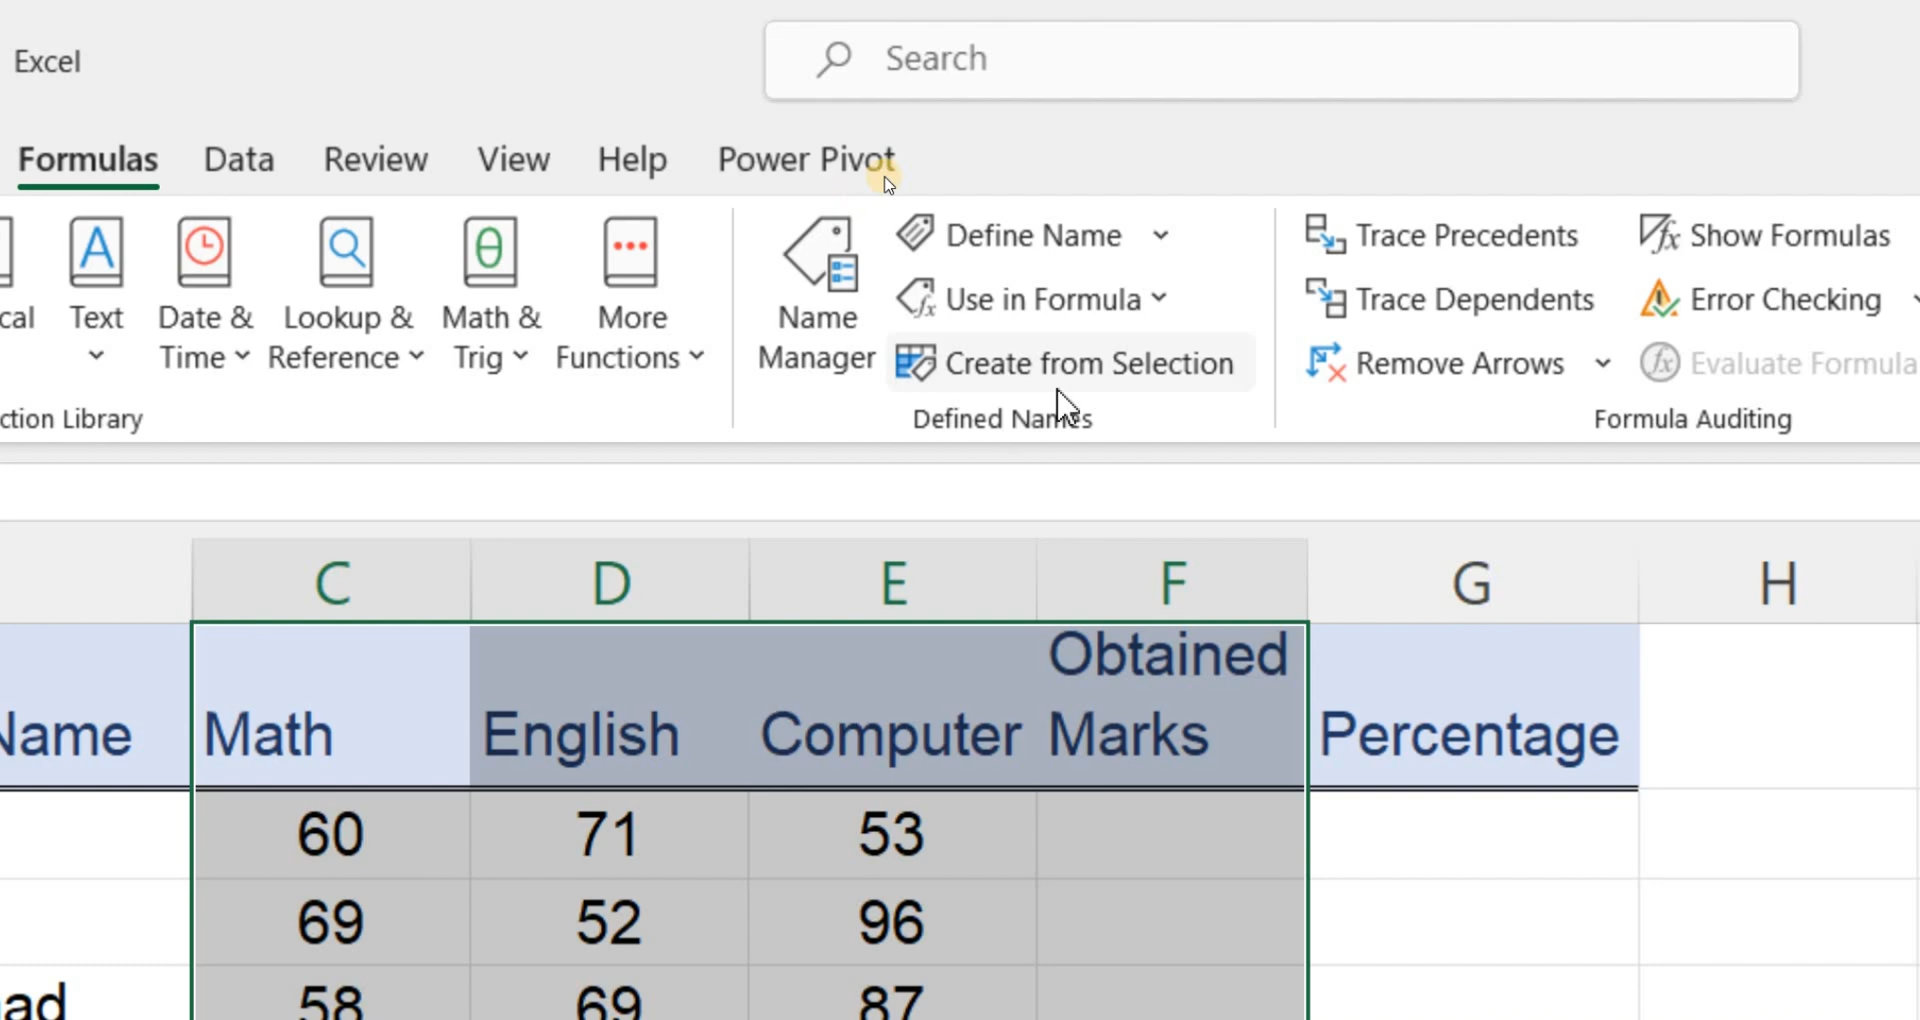 Excel
Search
Formulas Data Review View Help Power Pivot
cal
Text
Date &
Time
Lookup &
Reference
Math &
Trig
More
Functions
ction Library
Name
Manager
Define Name
Use in Formula
Create from Selection
Defined Names
Trace Precedents
Trace Dependents
Remove Arrows
Show Formulas
Error Checking
Evaluate Formula
Formula Auditing
C D E F G H
Name Math English Computer Obtained
Marks Percentage
60 71 53
69 52 96
ad 58 69 87